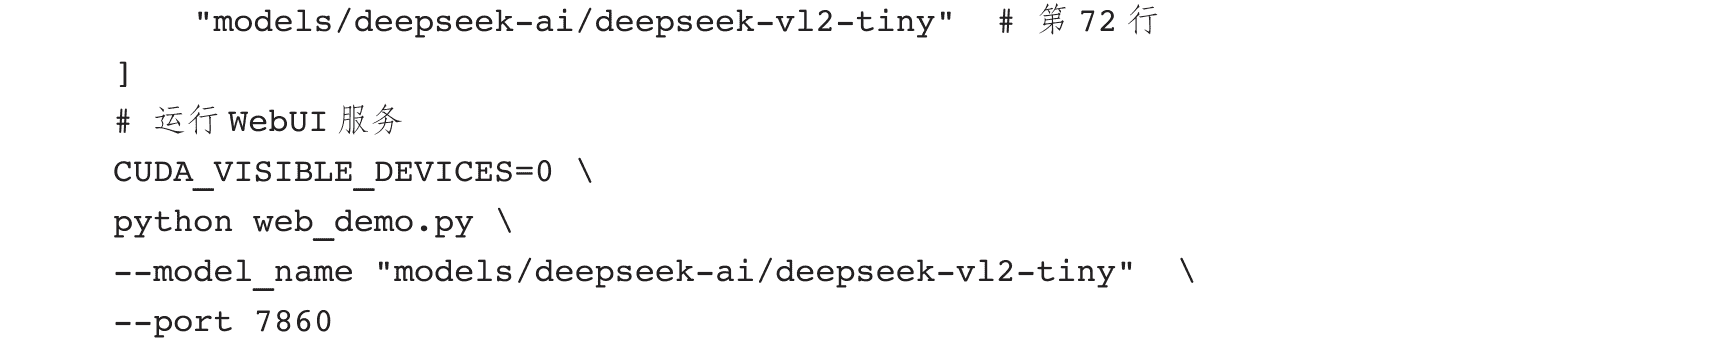 "models/deepseek-ai/deepseek-vl2-tiny"  # 第 72 行
]
# 运行 WebUI 服务
CUDA_VISIBLE_DEVICES=0 \
python web_demo.py \
--model_name "models/deepseek-ai/deepseek-vl2-tiny"  \
--port 7860